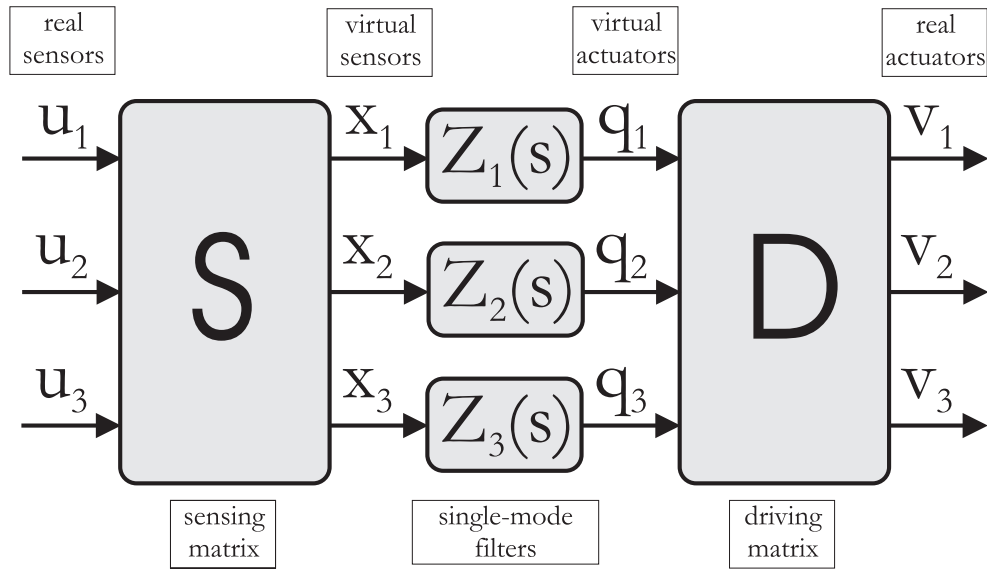 real
sensors
virtual
sensors
virtual
actuators
real
actuators
u₁
x₁
Z₁(s)
q₁
v₁
u₂
S
x₂
Z₂(s)
q₂
D
v₂
u₃
x₃
Z₃(s)
q₃
v₃
sensing
matrix
single-mode
filters
driving
matrix